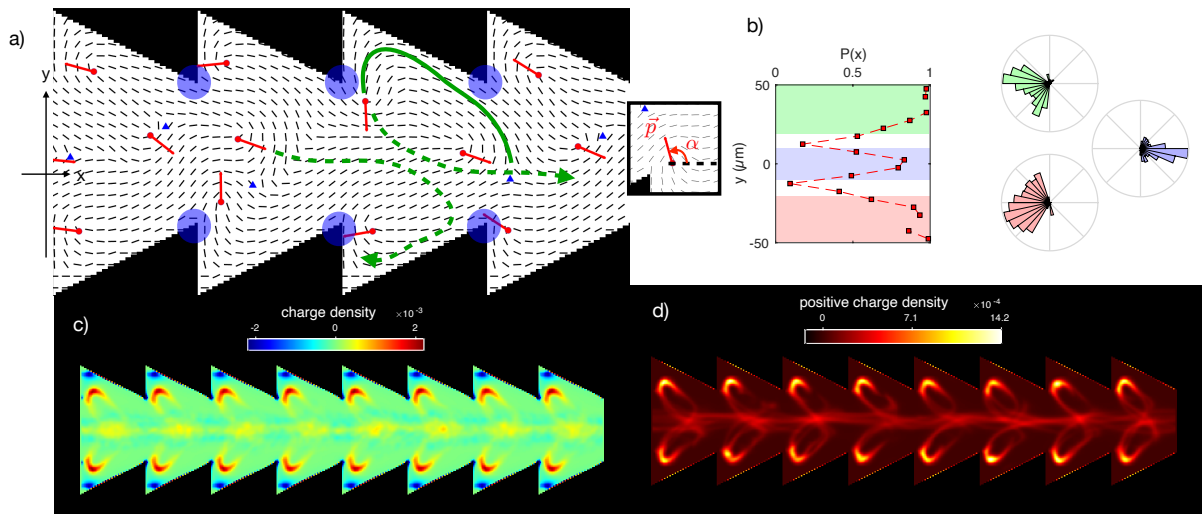 a)
y
x
p⃗
α
b)
P(x)
0 0.5 1
50
0
-50
y (μm)
c)
charge density
×10⁻³
-2 0 2
d)
positive charge density
×10⁻⁴
0 7.1 14.2